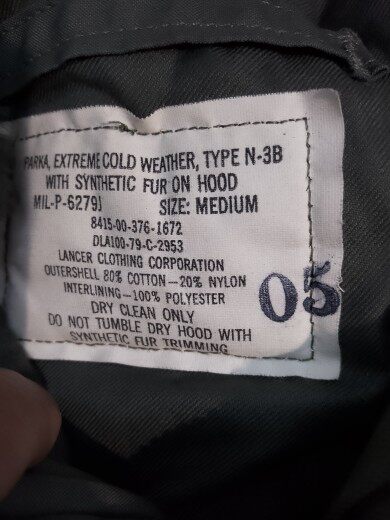 PARKA, EXTREME COLD WEATHER, TYPE N-3B
WITH SYNTHETIC FUR ON HOOD
MIL-P-6279J SIZE: MEDIUM
8415-00-376-1672
DLA100-79-C-2953
LANCER CLOTHING CORPORATION
OUTERSHELL 80% COTTON—20% NYLON
INTERLINING—100% POLYESTER
DRY CLEAN ONLY
DO NOT TUMBLE DRY HOOD WITH
SYNTHETIC FUR TRIMMING
05